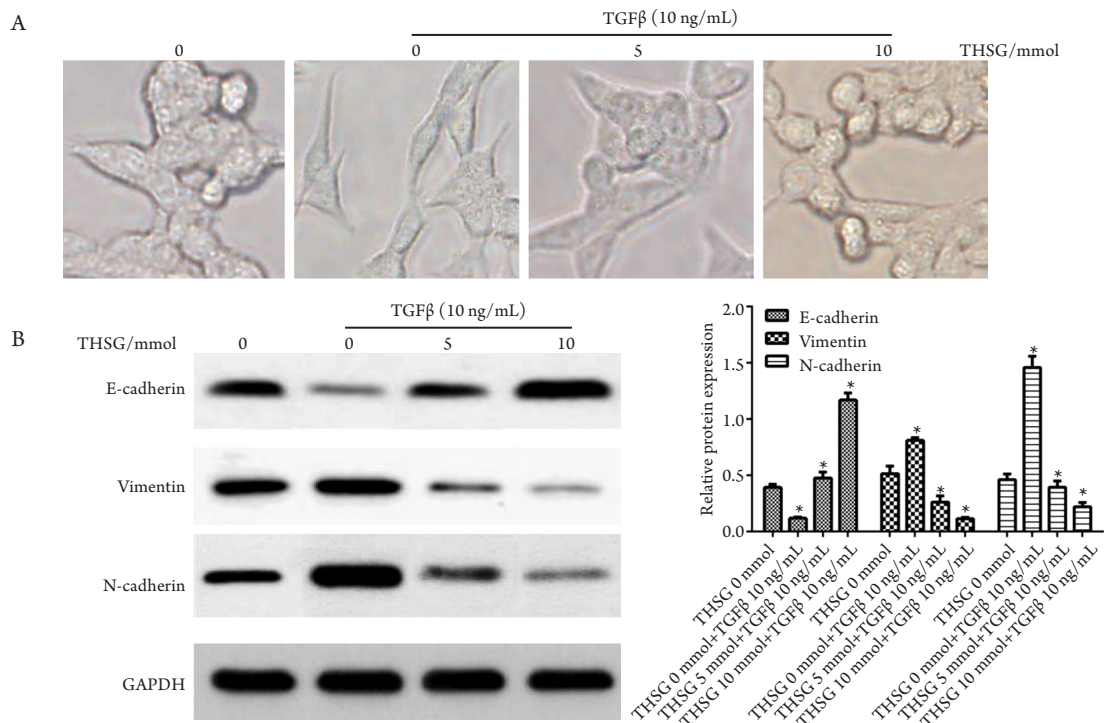 A
TGFβ (10 ng/mL)
0 0 5 10 THSG/mmol
B
TGFβ (10 ng/mL)
THSG/mmol 0 0 5 10
E-cadherin
Vimentin
N-cadherin
GAPDH
Relative protein expression
2.0
1.5
1.0
0.5
0.0
E-cadherin
Vimentin
N-cadherin
*
*
*
*
*
*
*
*
*
THSG 0 mmol
THSG 0 mmol+TGFβ 10 ng/mL
THSG 5 mmol+TGFβ 10 ng/mL
THSG 10 mmol+TGFβ 10 ng/mL
THSG 0 mmol
THSG 0 mmol+TGFβ 10 ng/mL
THSG 5 mmol+TGFβ 10 ng/mL
THSG 10 mmol+TGFβ 10 ng/mL
THSG 0 mmol
THSG 0 mmol+TGFβ 10 ng/mL
THSG 5 mmol+TGFβ 10 ng/mL
THSG 10 mmol+TGFβ 10 ng/mL